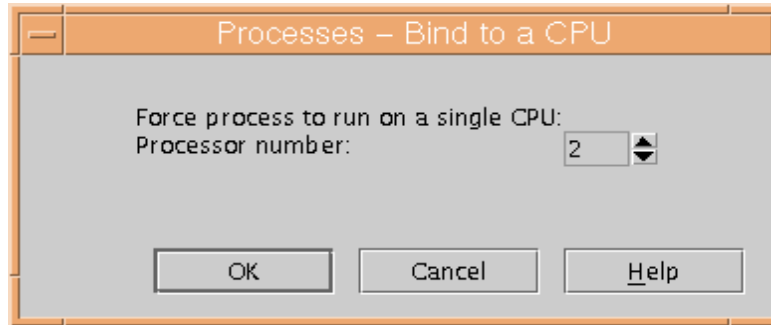 Processes – Bind to a CPU
Force process to run on a single CPU:
Processor number: 2
OK Cancel Help